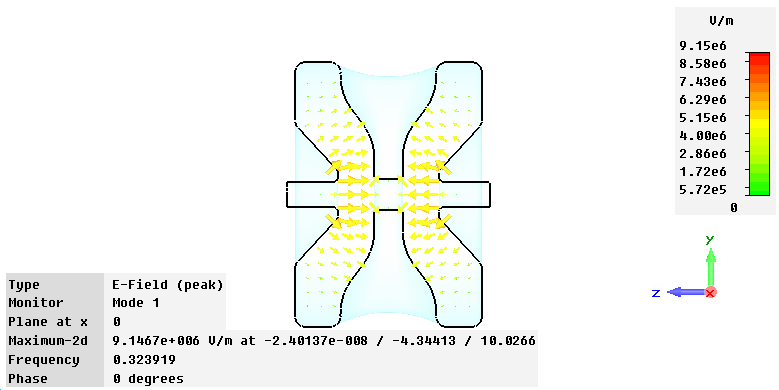 V/m
9.15e6
8.58e6
7.43e6
6.29e6
5.15e6
4.00e6
2.86e6
1.72e6
5.72e5
0
y
z
x
Type E-Field (peak)
Monitor Mode 1
Plane at x 0
Maximum-2d 9.1467e+006 V/m at -2.40137e-008 / -4.34413 / 10.0266
Frequency 0.323919
Phase 0 degrees